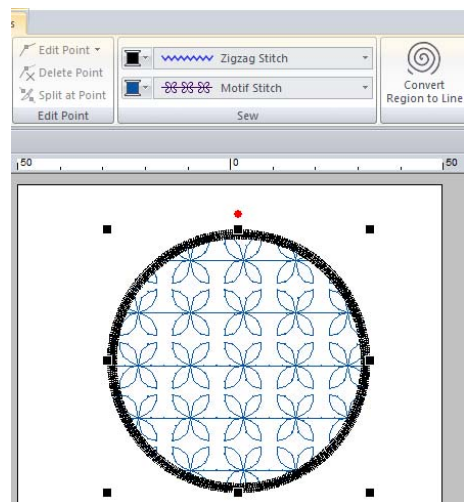 Edit Point
Delete Point
Split at Point
Edit Point
Zigzag Stitch
Motif Stitch
Sew
Convert
Region to Line
50 0 50